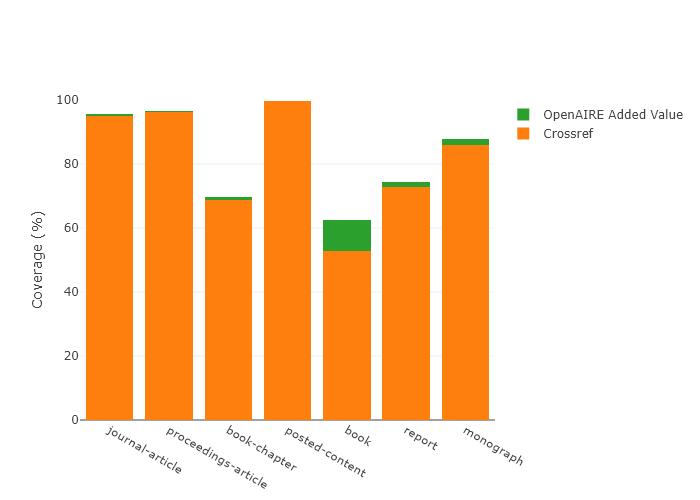 100
80
60
40
20
0
Coverage (%)
journal-article
proceedings-article
book-chapter
posted-content
book
report
monograph
OpenAIRE Added Value
Crossref